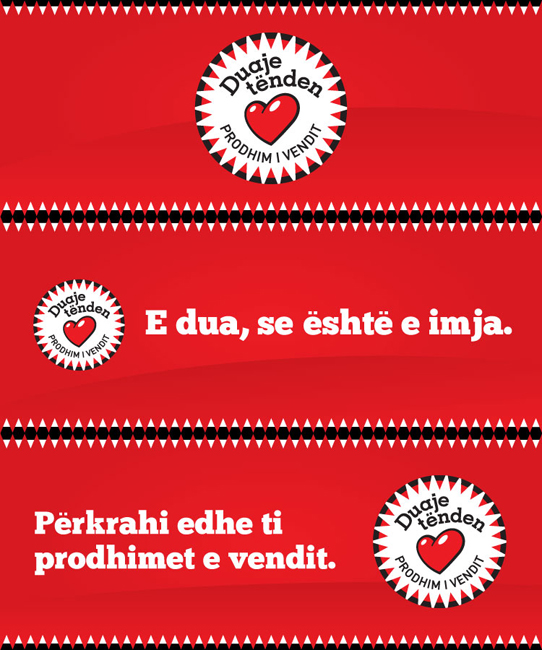 Duaje
tënden
PRODHIM I VENDIT
Duaje
tënden
PRODHIM I VENDIT
E dua, se është e imja.
Përkrahi edhe ti
prodhimet e vendit.
Duaje
tënden
PRODHIM I VENDIT